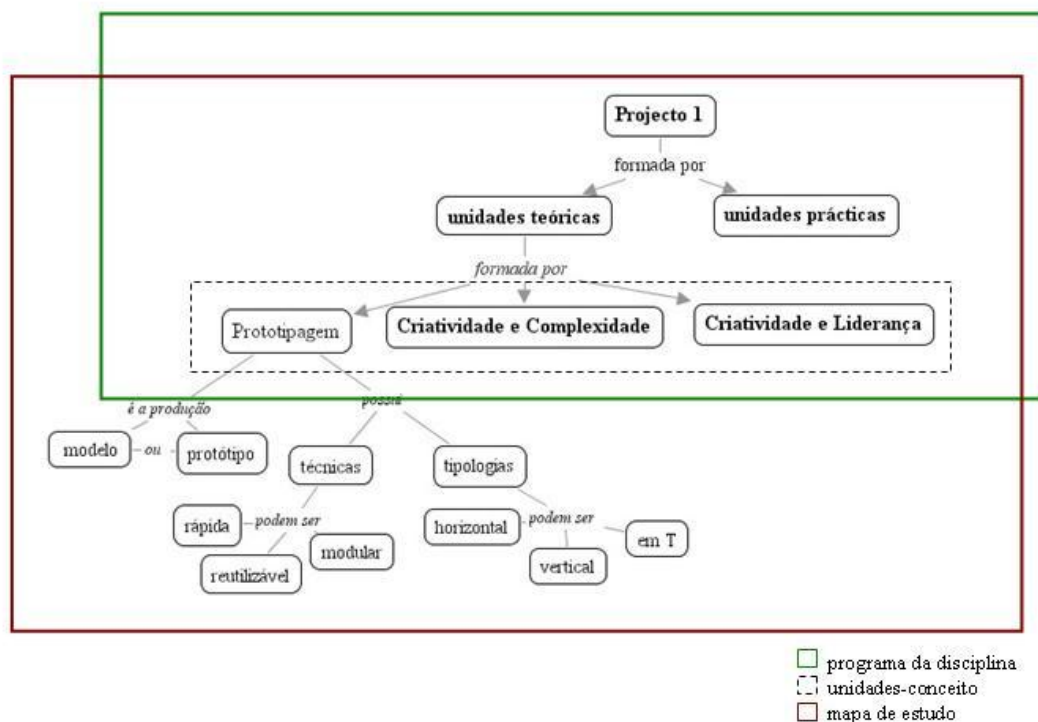 Projecto 1
formada por
unidades teóricas
unidades prácticas
formada por
Prototipagem
Criatividade e Complexidade
Criatividade e Liderança
é a produção
possui
modelo
ou
protótipo
técnicas
tipologias
rápida
podem ser
modular
reutilizável
horizontal
podem ser
em T
vertical
programa da disciplina
unidades-conceito
mapa de estudo